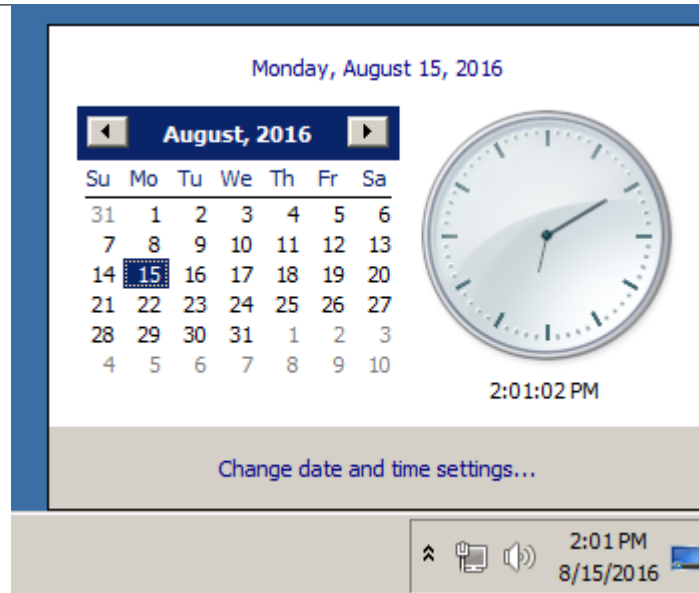 Monday, August 15, 2016
August, 2016
Su Mo Tu We Th Fr Sa
31 1 2 3 4 5 6
7 8 9 10 11 12 13
14 15 16 17 18 19 20
21 22 23 24 25 26 27
28 29 30 31 1 2 3
4 5 6 7 8 9 10
2:01:02 PM
Change date and time settings...
2:01 PM
8/15/2016